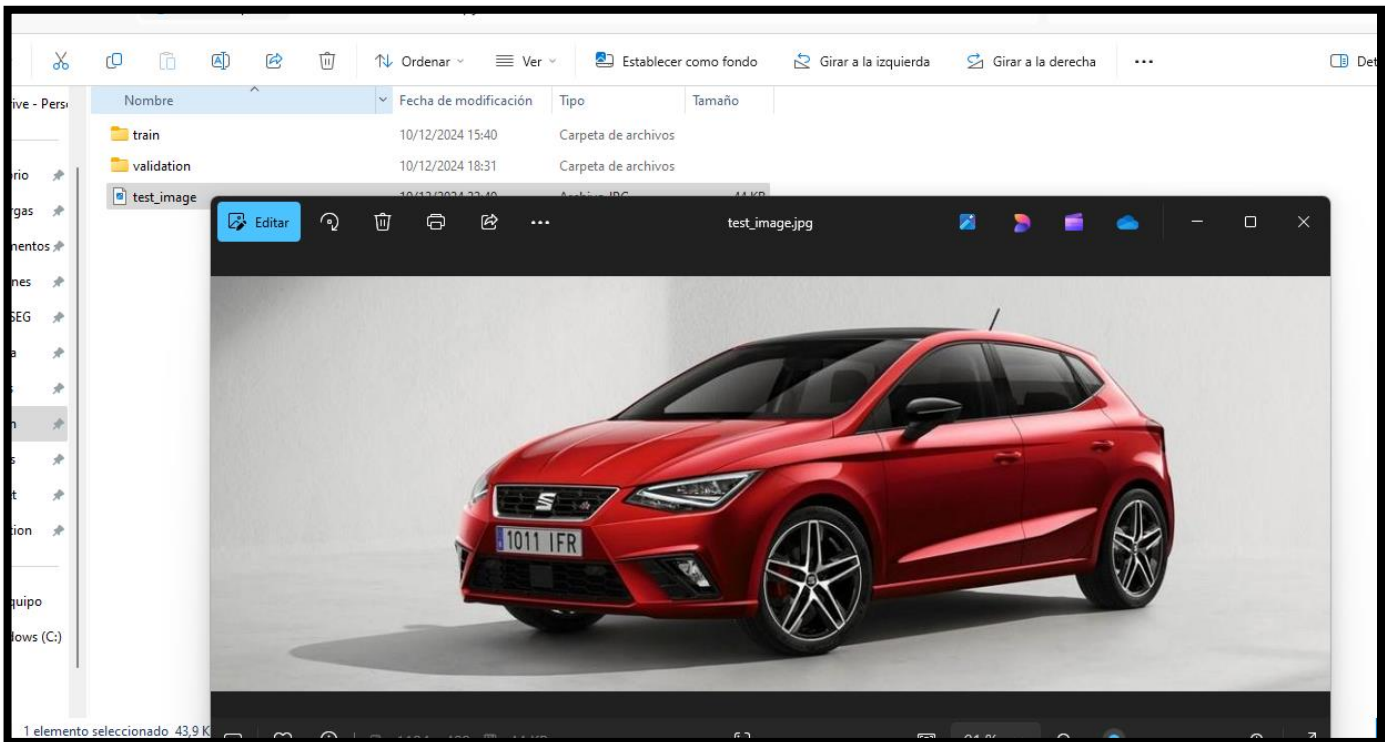 Ordenar Ver Establecer como fondo Girar a la izquierda Girar a la derecha ... Det
Nombre Fecha de modificación Tipo Tamaño
train 10/12/2024 15:40 Carpeta de archivos
validation 10/12/2024 18:31 Carpeta de archivos
test_image
Editar ... test_image.jpg
1011 IFR
ows (C:)
1 elemento seleccionado 43,9 K